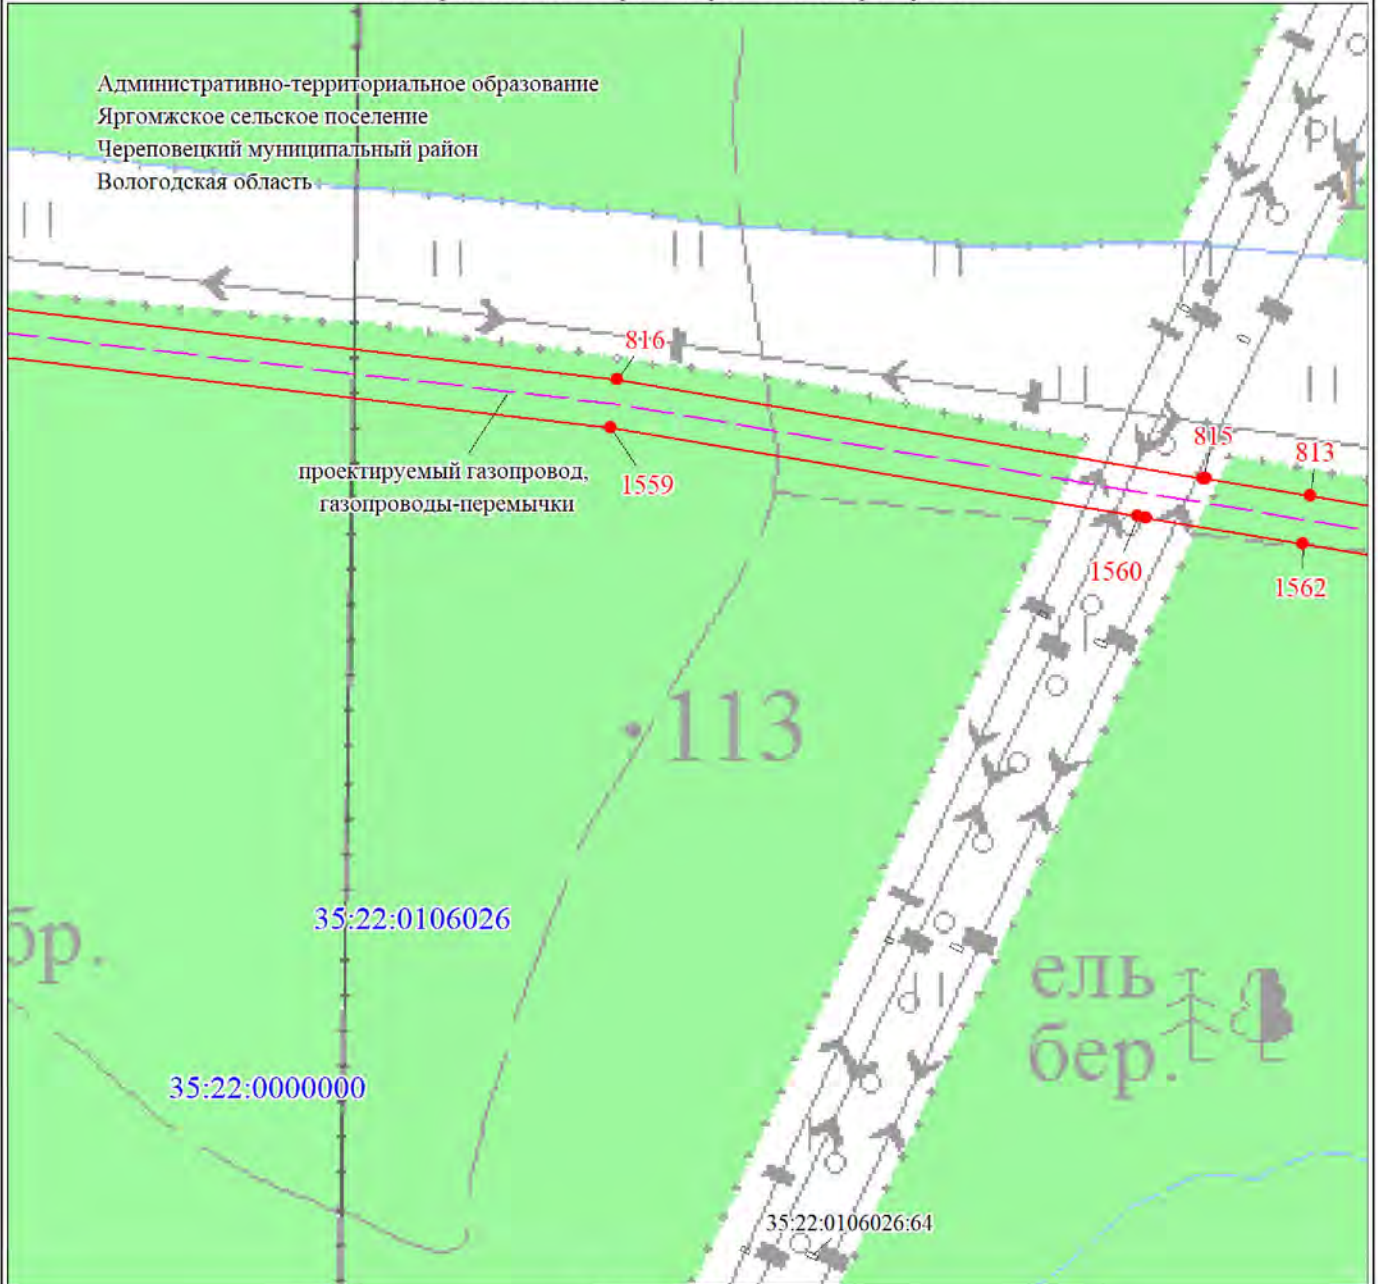 Административно-территориальное образование
Яргомжское сельское поселение
Череповецкий муниципальный район
Вологодская область
816
815
813
проектируемый газопровод,
газопроводы-перемычки
1559
1560
1562
113
35:22:0106026
бр.
ель
бер.
35:22:0000000
35:22:0106026:64